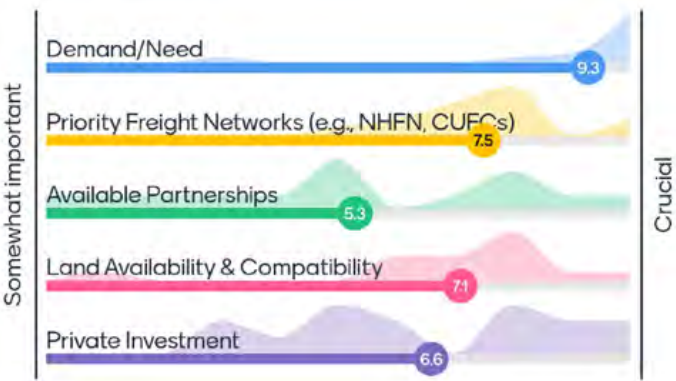 Somewhat important
Demand/Need
9.3
Priority Freight Networks (e.g., NHFN, CUFCs)
7.5
Available Partnerships
5.3
Land Availability & Compatibility
7.1
Private Investment
6.6
Crucial